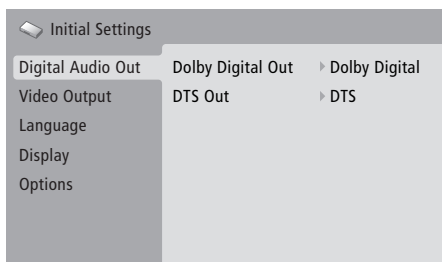 Initial Settings
Digital Audio Out Dolby Digital Out Dolby Digital
Video Output DTS Out DTS
Language
Display
Options